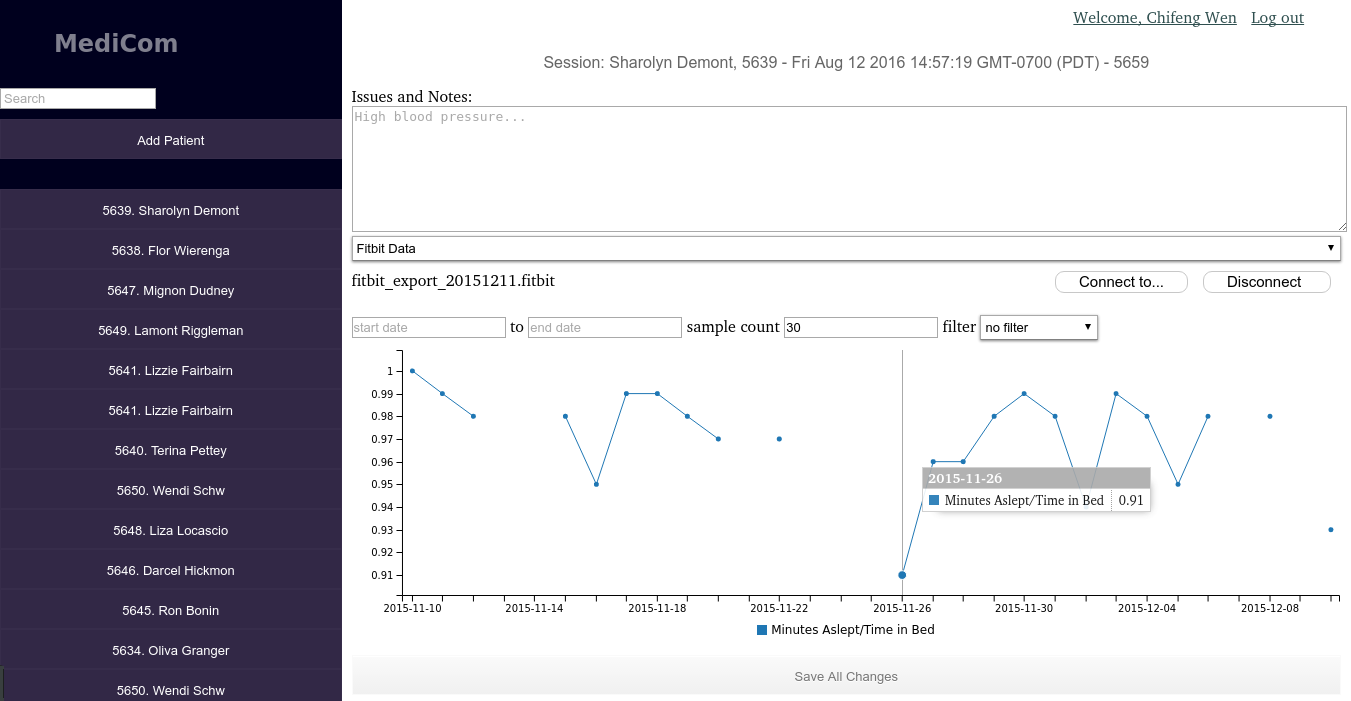 MediCom
Search
Add Patient
5639. Sharolyn Demont
5638. Flor Wierenga
5647. Mignon Dudney
5649. Lamont Riggleman
5641. Lizzie Fairbairn
5641. Lizzie Fairbairn
5640. Terina Pettey
5650. Wendi Schw
5648. Liza Locascio
5646. Darcel Hickmon
5645. Ron Bonin
5634. Oliva Granger
5650. Wendi Schw
Welcome, Chifeng Wen Log out
Session: Sharolyn Demont, 5639 - Fri Aug 12 2016 14:57:19 GMT-0700 (PDT) - 5659
Issues and Notes:
High blood pressure...
Fitbit Data
fitbit_export_20151211.fitbit Connect to... Disconnect
start date to end date sample count 30 filter no filter
1
0.99
0.98
0.97
0.96
0.95
0.94
0.93
0.92
0.91
2015-11-26
Minutes Aslept/Time in Bed 0.91
2015-11-10 2015-11-14 2015-11-18 2015-11-22 2015-11-26 2015-11-30 2015-12-04 2015-12-08
Minutes Aslept/Time in Bed
Save All Changes